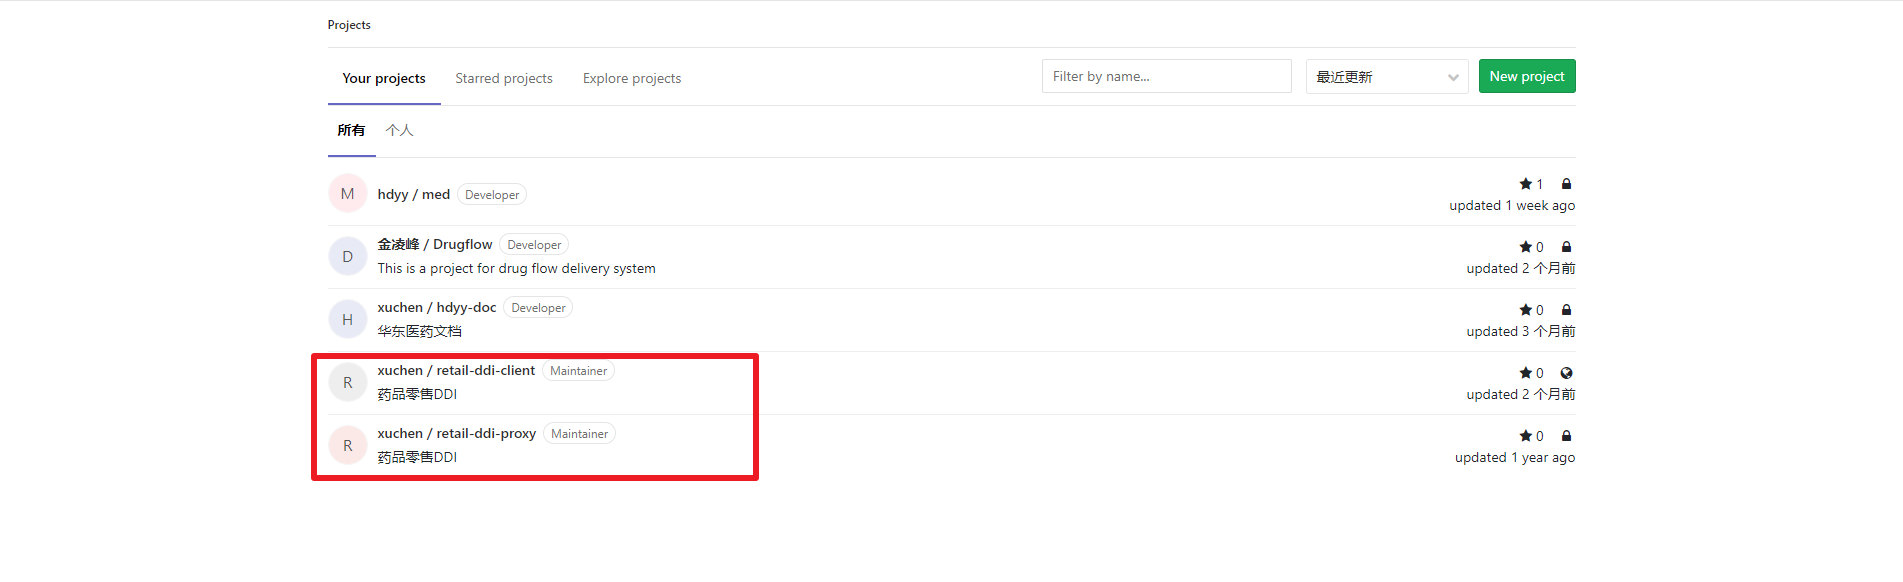 Projects
Your projects Starred projects Explore projects Filter by name... 最近更新 New project
所有 个人
M hdyy / med Developer 1
updated 1 week ago
D 金凌峰 / Drugflow Developer 0
This is a project for drug flow delivery system updated 2 个月前
H xuchen / hdyy-doc Developer 0
华东医药文档 updated 3 个月前
R xuchen / retail-ddi-client Maintainer 0
药品零售DDI updated 2 个月前
R xuchen / retail-ddi-proxy Maintainer 0
药品零售DDI updated 1 year ago